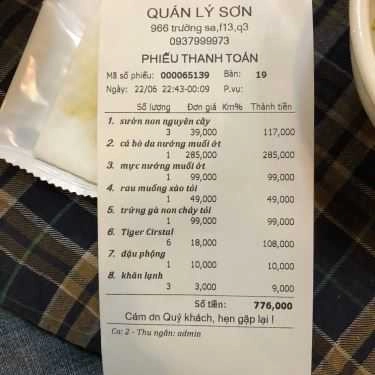 QUÁN LÝ SƠN
966 trường sa,f13,q3
0937999973
PHIẾU THANH TOÁN
Mã số phiếu: 000065139 Bàn: 19
Ngày: 22/06 22:43-00:09 P.vụ:
Số lượng Đơn giá Km% Thành tiền
1. sườn non nguyên cây
3 39,000 117,000
2. cá bò da nướng muối ớt
1 285,000 285,000
3. mực nướng muối ớt
1 99,000 99,000
4. rau muống xào tỏi
1 49,000 49,000
5. trứng gà non cháy tỏi
1 99,000 99,000
6. Tiger Cirstal
6 18,000 108,000
7. đậu phộng
1 10,000 10,000
8. khăn lạnh
3 3,000 9,000
Số tiền: 776,000
Cám ơn Quý khách, hẹn gặp lại !
Ca: 2 - Thu ngân: admin